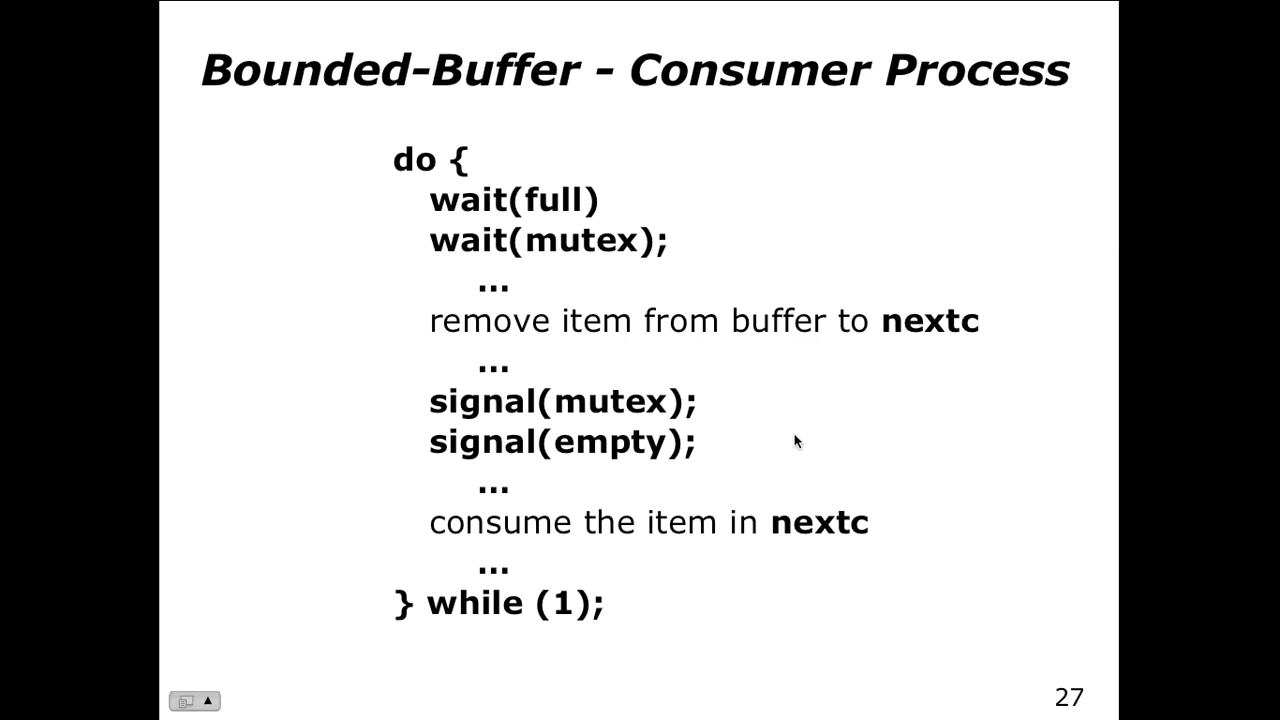 Bounded-Buffer - Consumer Process
do {
wait(full)
wait(mutex);
...
remove item from buffer to nextc
...
signal(mutex);
signal(empty);
...
consume the item in nextc
...
} while (1);
27